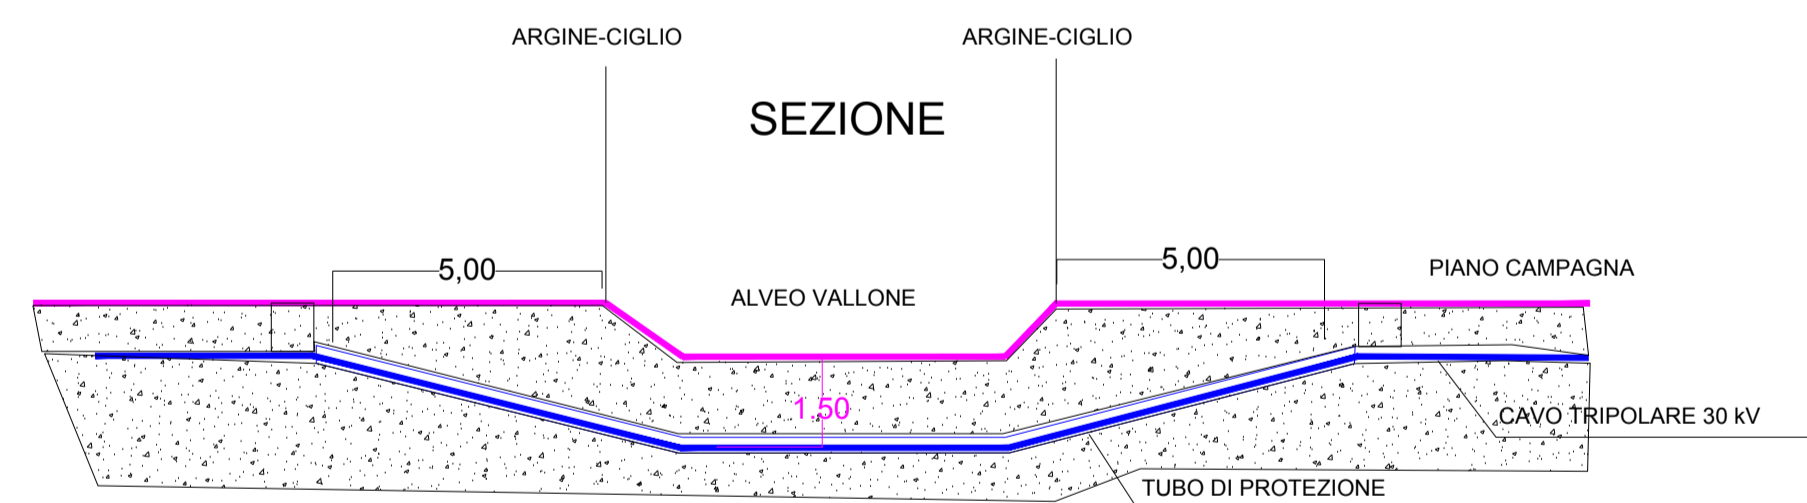 ARGINE-CIGLIO
ARGINE-CIGLIO
SEZIONE
5,00
5,00
PIANO CAMPAGNA
ALVEO VALLONE
1.50
CAVO TRIPOLARE 30 kV
TUBO DI PROTEZIONE